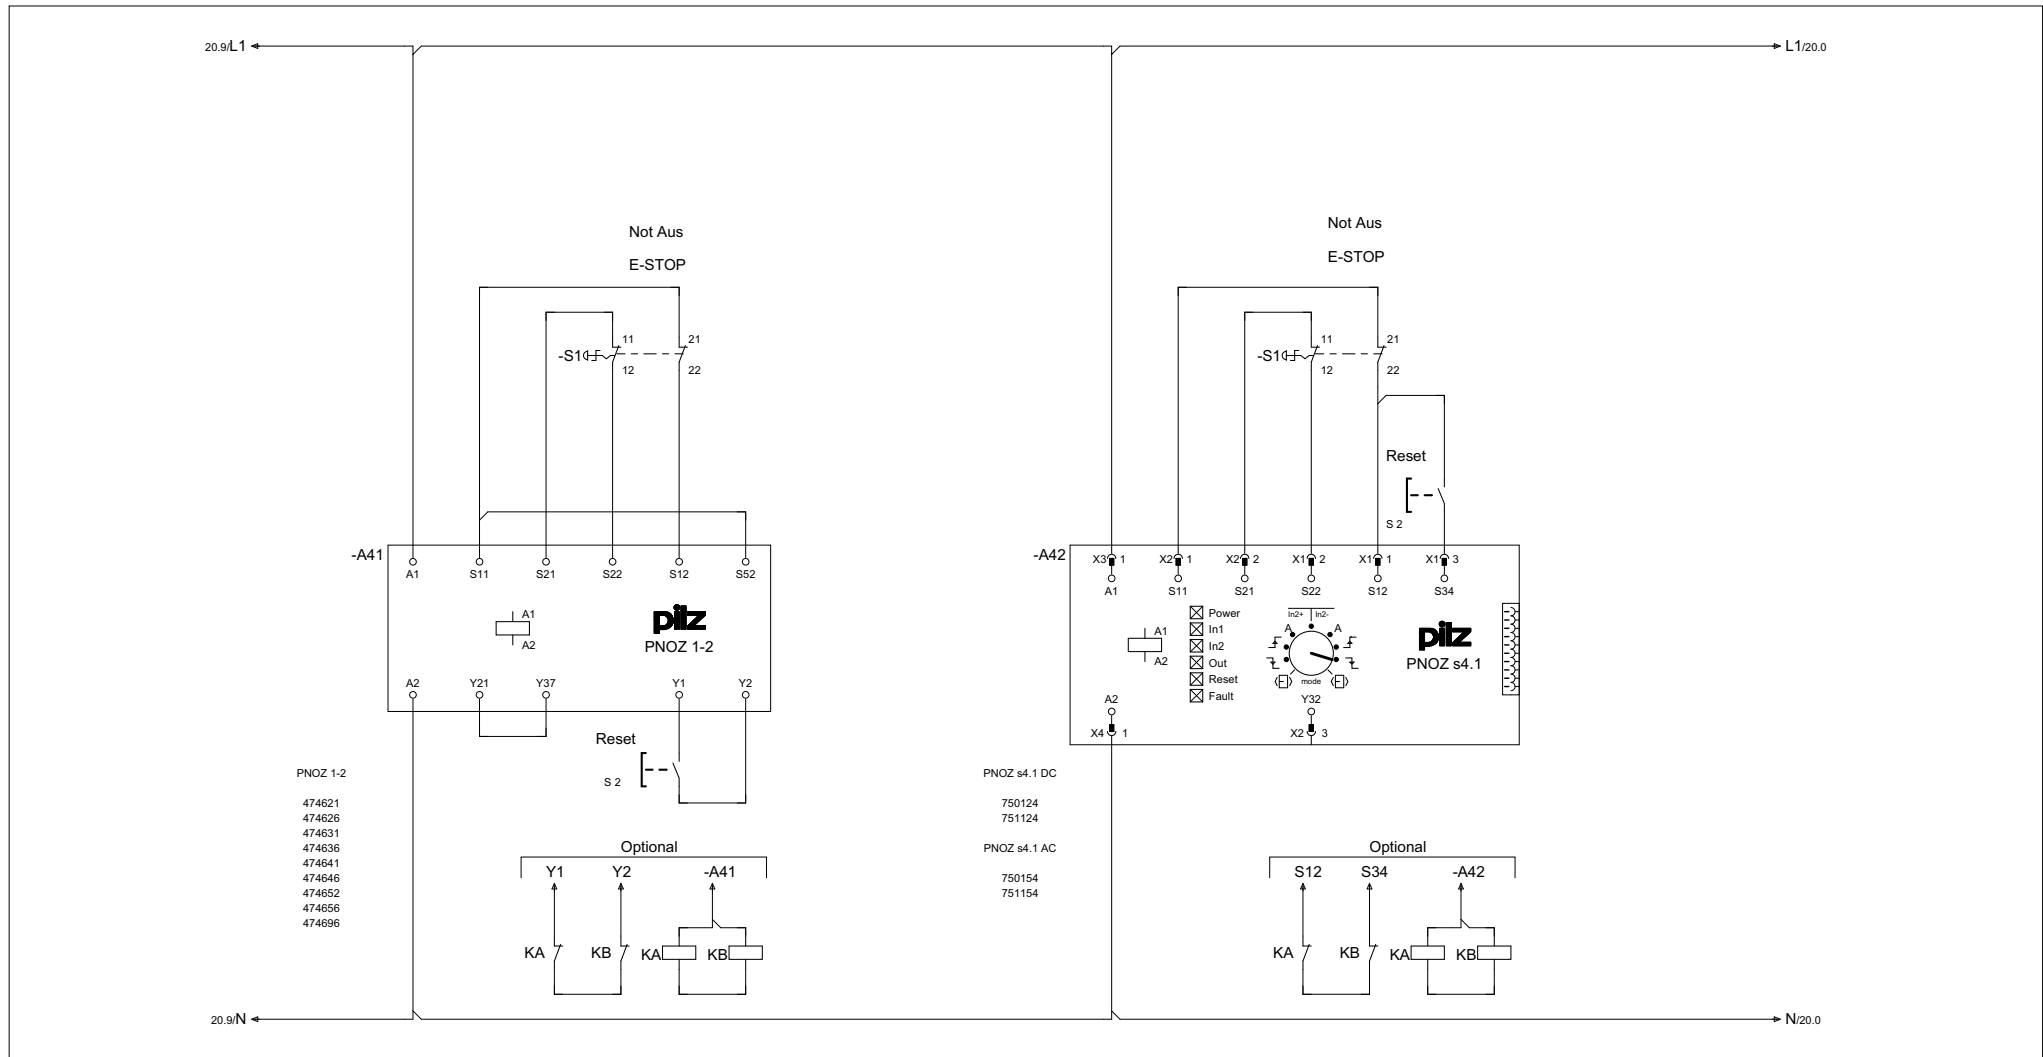 20.9/L1
L1/20.0
Not Aus
E-STOP
-S1
11
12
21
22
-A41
A1
S11
S21
S22
S12
S52
A1
A2
pilz
PNOZ 1-2
A2
Y21
Y37
Y1
Y2
Reset
S 2
PNOZ 1-2
474621
474626
474631
474636
474641
474646
474652
474656
474696
Optional
Y1
Y2
-A41
KA
KB
KA
KB
Not Aus
E-STOP
-S1
11
12
21
22
Reset
S 2
-A42
X3 1
X2 1
X2 2
X1 2
X1 1
X1 3
A1
S11
S21
S22
S12
S34
A1
A2
Power
In1
In2
Out
Reset
Fault
In2+
In2-
A
A
mode
pilz
PNOZ s4.1
A2
Y32
X4 1
X2 3
PNOZ s4.1 DC
750124
751124
PNOZ s4.1 AC
750154
751154
Optional
S12
S34
-A42
KA
KB
KA
KB
20.9/N
N/20.0